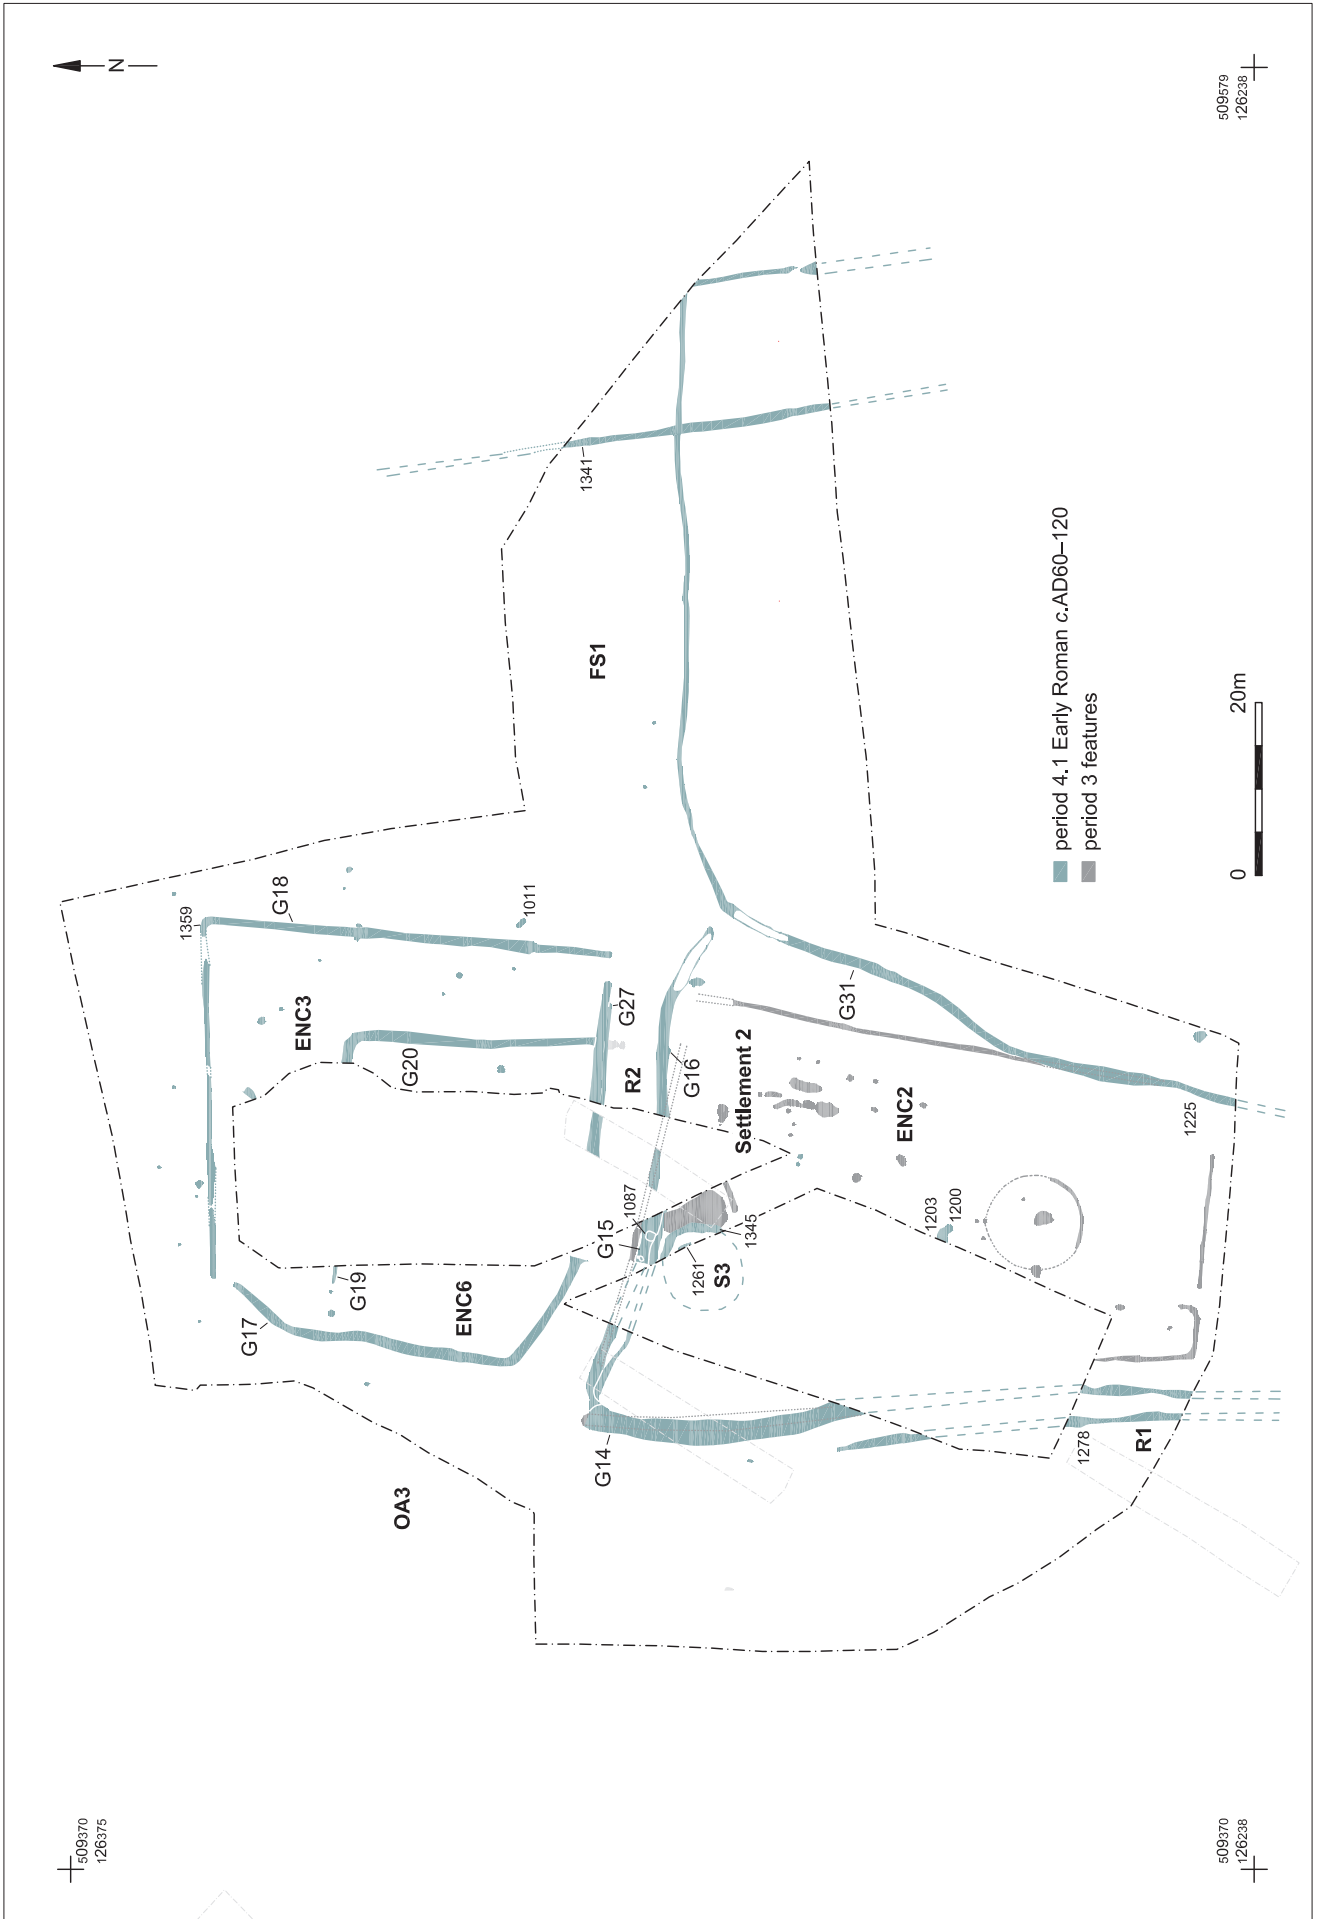 N
509579
126238
1341
FS1
period 4.1 Early Roman c.AD60–120
period 3 features
0
20m
1359
G18
1011
ENC3
G20
G27
R2
G16
G31
Settlement 2
ENC2
1225
1087
G15
1345
1261
S3
1203
1200
G19
ENC6
G17
G14
OA3
1278
R1
509370
126375
509370
126238